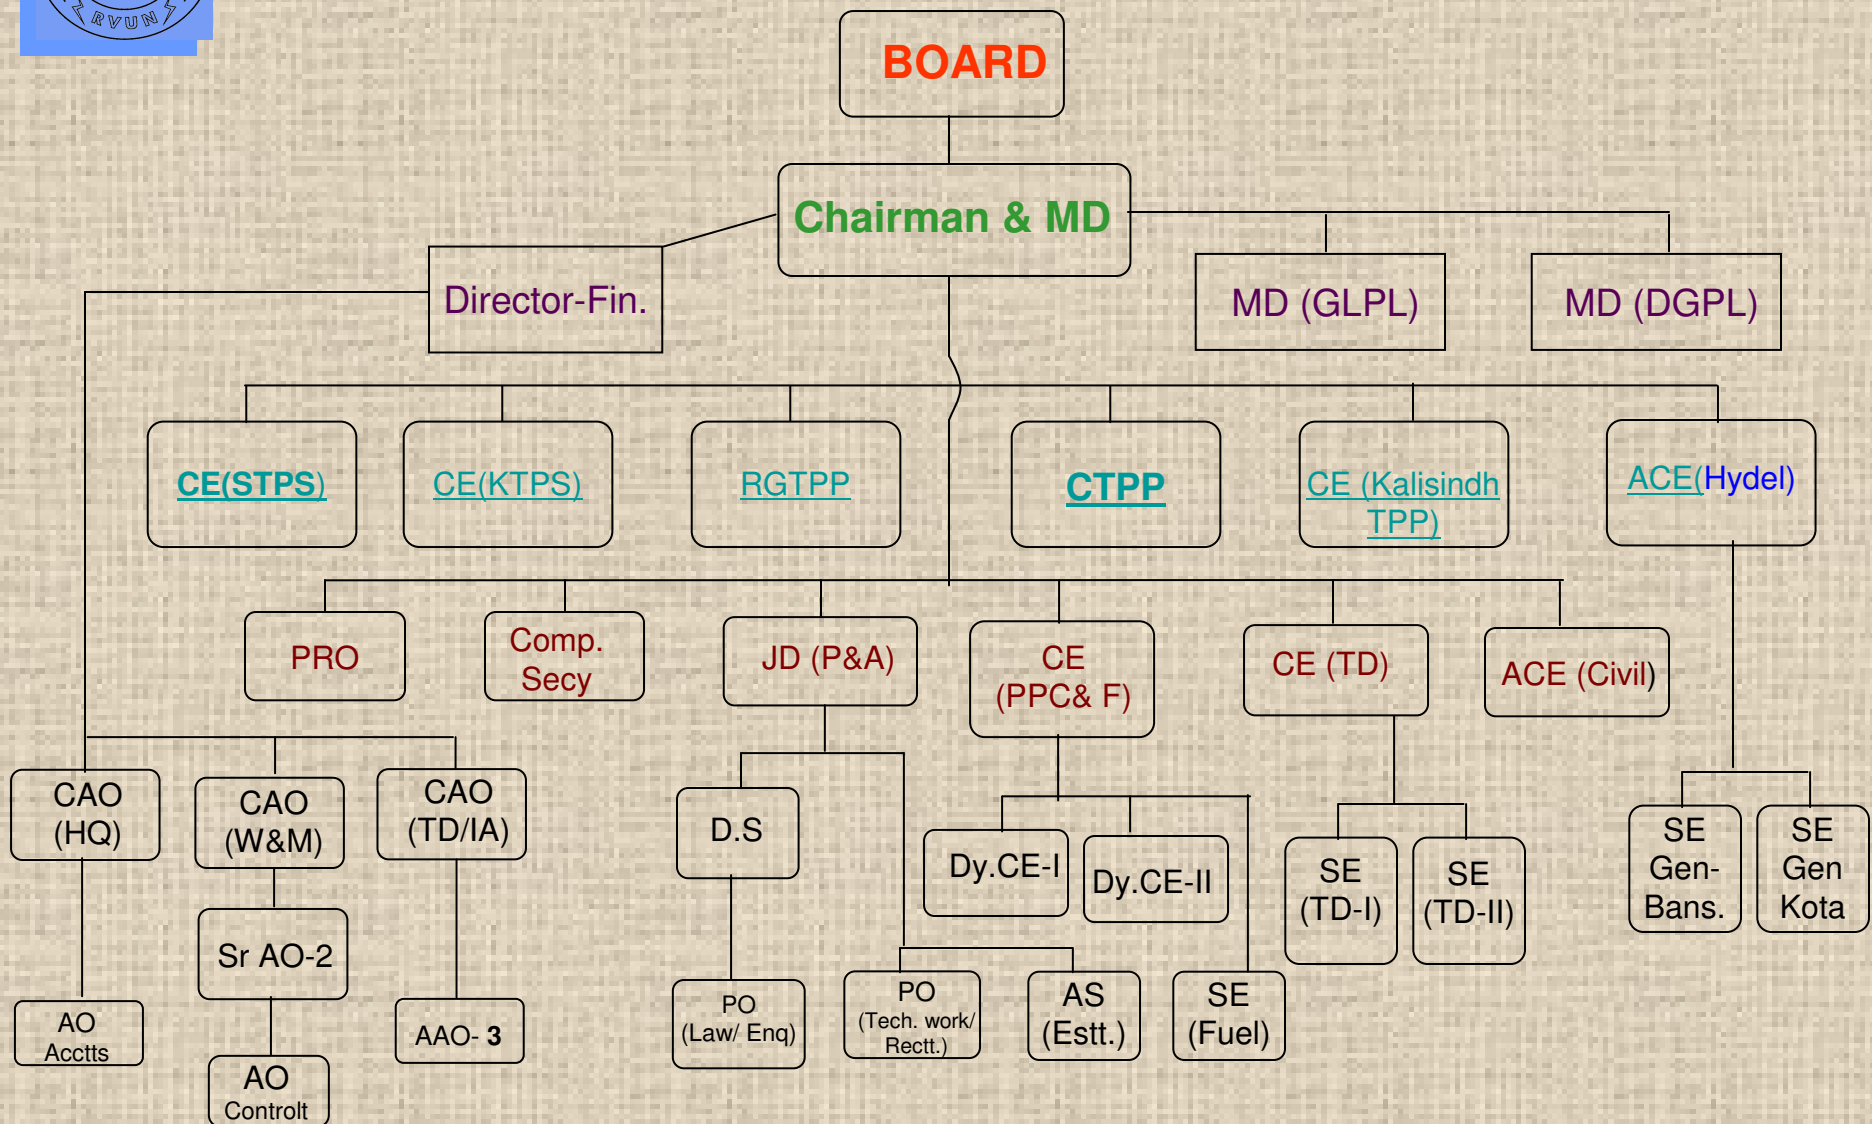 RVUN
BOARD
Chairman & MD
Director-Fin.
MD (GLPL)
MD (DGPL)
CE(STPS)
CE(KTPS)
RGTPP
CTPP
CE (Kalisindh
TPP)
ACE(Hydel)
PRO
Comp.
Secy
JD (P&A)
CE
(PPC& F)
CE (TD)
ACE (Civil)
CAO
(HQ)
CAO
(W&M)
CAO
(TD/IA)
D.S
Dy.CE-I
Dy.CE-II
SE
(TD-I)
SE
(TD-II)
SE
Gen-
Bans.
SE
Gen
Kota
Sr AO-2
AO
Acctts
AO
Controlt
AAO- 3
PO
(Law/ Enq)
PO
(Tech. work/
Rectt.)
AS
(Estt.)
SE
(Fuel)